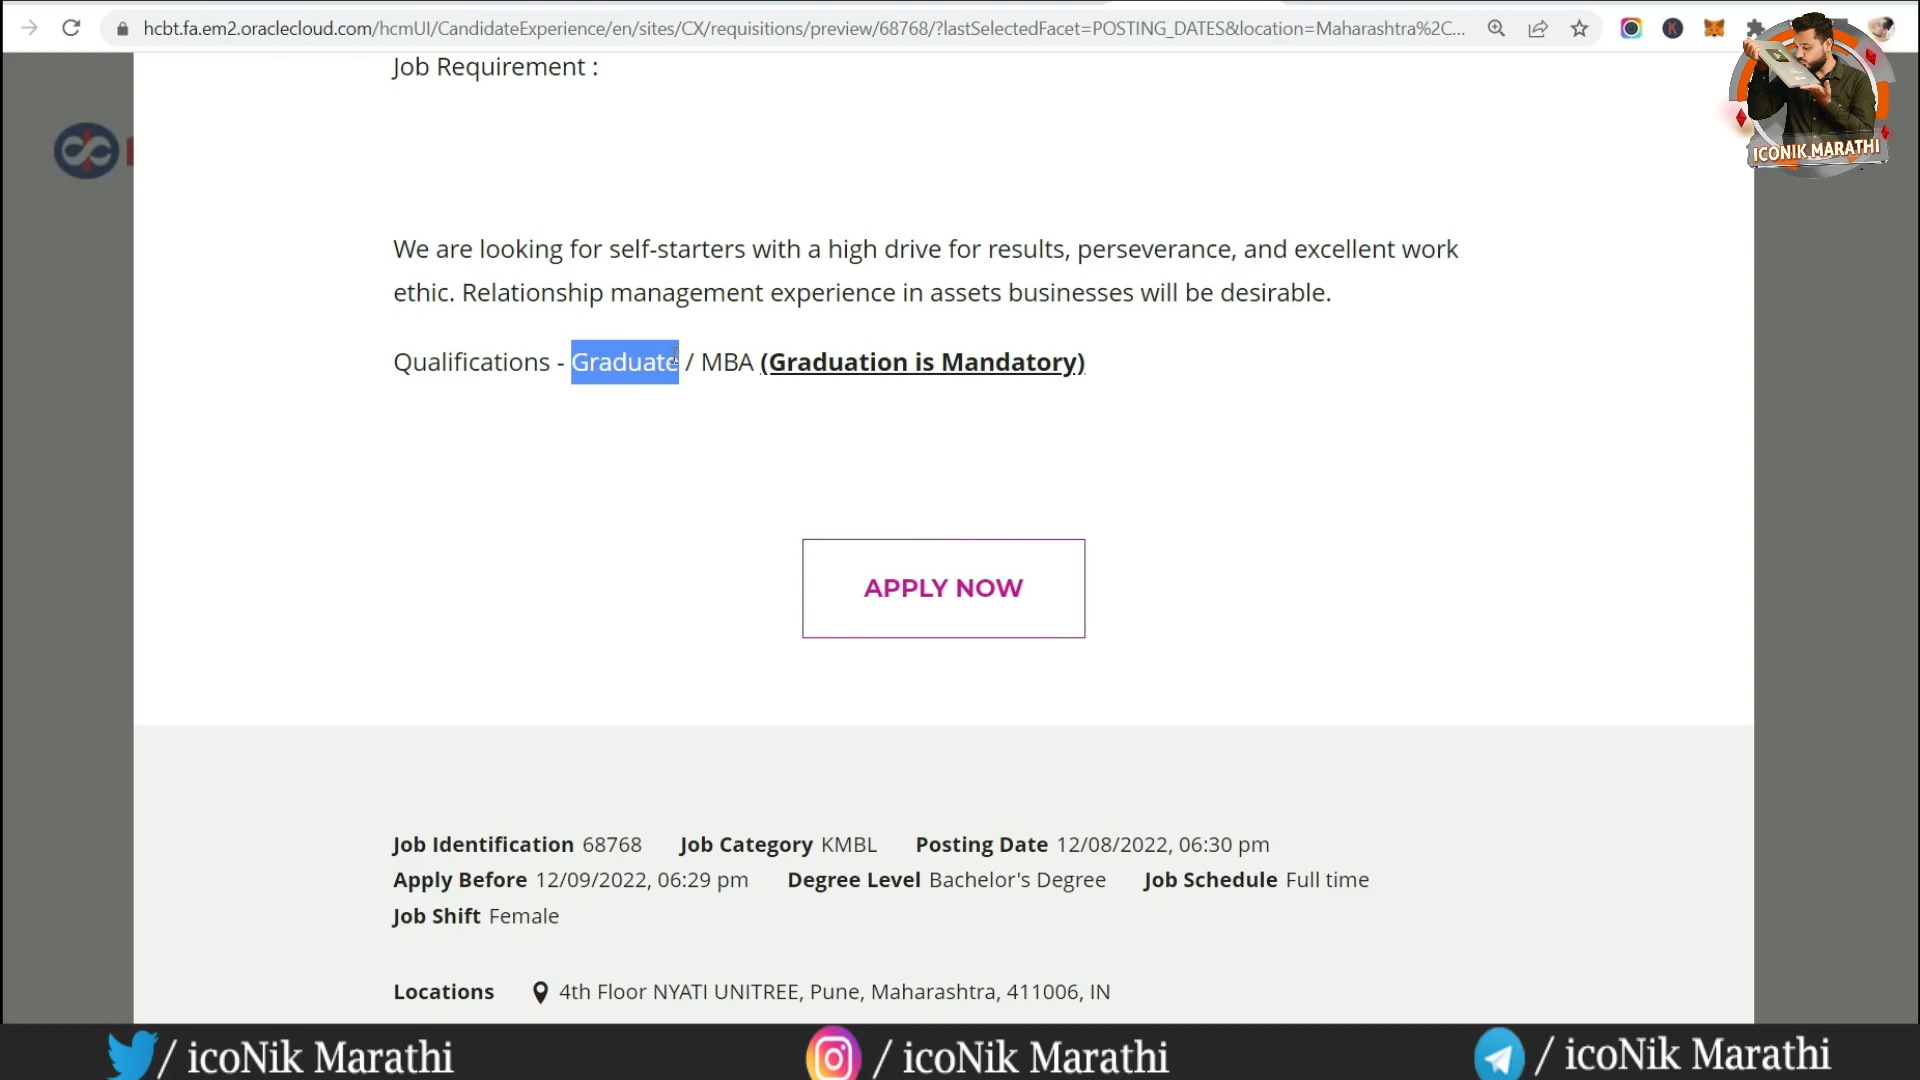 hcbt.fa.em2.oraclecloud.com/hcmUI/CandidateExperience/en/sites/CX/requisitions/preview/68768/?lastSelectedFacet=POSTING_DATES&location=Maharashtra%2C...
K
ICONIK MARATHI
Job Requirement :
We are looking for self-starters with a high drive for results, perseverance, and excellent work
ethic. Relationship management experience in assets businesses will be desirable.
Qualifications - Graduate / MBA (Graduation is Mandatory)
APPLY NOW
Job Identification 68768 Job Category KMBL Posting Date 12/08/2022, 06:30 pm
Apply Before 12/09/2022, 06:29 pm Degree Level Bachelor's Degree Job Schedule Full time
Job Shift Female
Locations 4th Floor NYATI UNITREE, Pune, Maharashtra, 411006, IN
/ icoNik Marathi / icoNik Marathi / icoNik Marathi